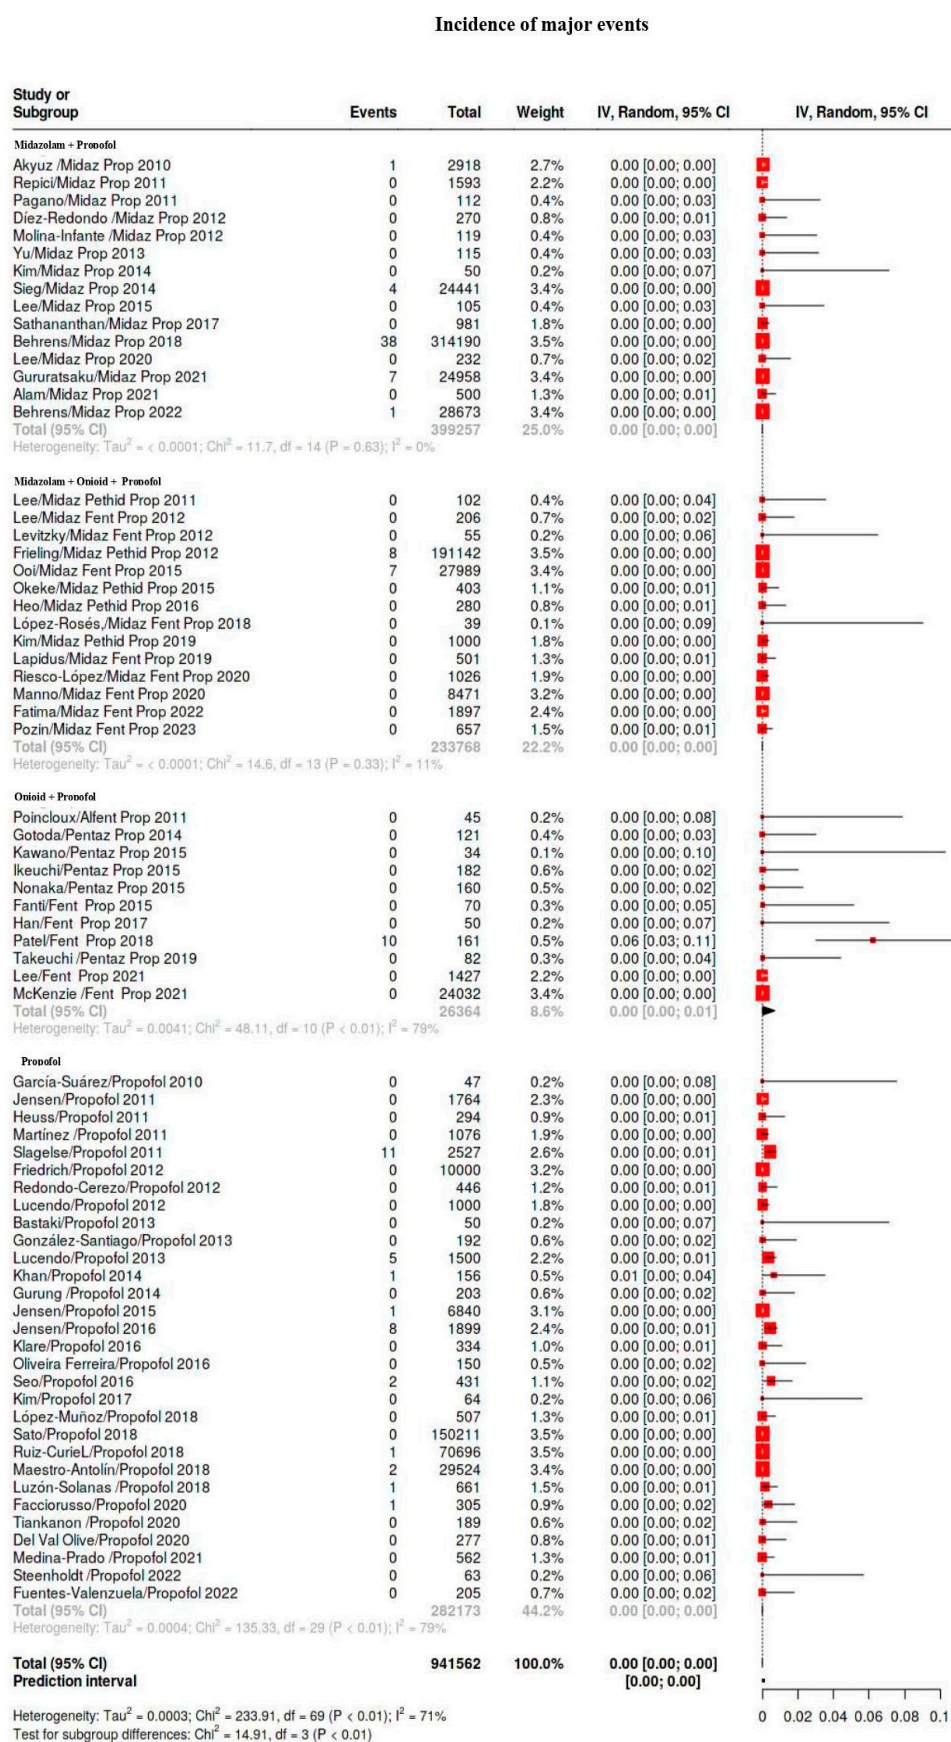 Incidence of major events
Study or
Subgroup Events Total Weight IV, Random, 95% CI IV, Random, 95% CI
Midazolam + Propofol
Akyuz /Midaz Prop 2010 1 2918 2.7% 0.00 [0.00; 0.00]
Repici/Midaz Prop 2011 0 1593 2.2% 0.00 [0.00; 0.00]
Pagano/Midaz Prop 2011 0 112 0.4% 0.00 [0.00; 0.03]
Díez-Redondo /Midaz Prop 2012 0 270 0.8% 0.00 [0.00; 0.01]
Molina-Infante /Midaz Prop 2012 0 119 0.4% 0.00 [0.00; 0.03]
Yu/Midaz Prop 2013 0 115 0.4% 0.00 [0.00; 0.03]
Kim/Midaz Prop 2014 0 50 0.2% 0.00 [0.00; 0.07]
Sieg/Midaz Prop 2014 4 24441 3.4% 0.00 [0.00; 0.00]
Lee/Midaz Prop 2015 0 105 0.4% 0.00 [0.00; 0.03]
Sathananthan/Midaz Prop 2017 0 981 1.8% 0.00 [0.00; 0.00]
Behrens/Midaz Prop 2018 38 314190 3.5% 0.00 [0.00; 0.00]
Lee/Midaz Prop 2020 0 232 0.7% 0.00 [0.00; 0.02]
Gururatsaku/Midaz Prop 2021 7 24958 3.4% 0.00 [0.00; 0.00]
Alam/Midaz Prop 2021 0 500 1.3% 0.00 [0.00; 0.01]
Behrens/Midaz Prop 2022 1 28673 3.4% 0.00 [0.00; 0.00]
Total (95% CI) 399257 25.0% 0.00 [0.00; 0.00]
Heterogeneity: Tau² = < 0.0001; Chi² = 11.7, df = 14 (P = 0.63); I² = 0%
Midazolam + Opioid + Propofol
Lee/Midaz Pethid Prop 2011 0 102 0.4% 0.00 [0.00; 0.04]
Lee/Midaz Fent Prop 2012 0 206 0.7% 0.00 [0.00; 0.02]
Levitzky/Midaz Fent Prop 2012 0 55 0.2% 0.00 [0.00; 0.06]
Frieling/Midaz Pethid Prop 2012 8 191142 3.5% 0.00 [0.00; 0.00]
Ooi/Midaz Fent Prop 2015 7 27989 3.4% 0.00 [0.00; 0.00]
Okeke/Midaz Pethid Prop 2015 0 403 1.1% 0.00 [0.00; 0.01]
Heo/Midaz Pethid Prop 2016 0 280 0.8% 0.00 [0.00; 0.01]
López-Rosés,/Midaz Fent Prop 2018 0 39 0.1% 0.00 [0.00; 0.09]
Kim/Midaz Pethid Prop 2019 0 1000 1.8% 0.00 [0.00; 0.00]
Lapidus/Midaz Fent Prop 2019 0 501 1.3% 0.00 [0.00; 0.01]
Riesco-López/Midaz Fent Prop 2020 0 1026 1.9% 0.00 [0.00; 0.00]
Manno/Midaz Fent Prop 2020 0 8471 3.2% 0.00 [0.00; 0.00]
Fatima/Midaz Fent Prop 2022 0 1897 2.4% 0.00 [0.00; 0.00]
Pozin/Midaz Fent Prop 2023 0 657 1.5% 0.00 [0.00; 0.01]
Total (95% CI) 233768 22.2% 0.00 [0.00; 0.00]
Heterogeneity: Tau² = < 0.0001; Chi² = 14.6, df = 13 (P = 0.33); I² = 11%
Opioid + Propofol
Poincloux/Alfent Prop 2011 0 45 0.2% 0.00 [0.00; 0.08]
Gotoda/Pentaz Prop 2014 0 121 0.4% 0.00 [0.00; 0.03]
Kawano/Pentaz Prop 2015 0 34 0.1% 0.00 [0.00; 0.10]
Ikeuchi/Pentaz Prop 2015 0 182 0.6% 0.00 [0.00; 0.02]
Nonaka/Pentaz Prop 2015 0 160 0.5% 0.00 [0.00; 0.02]
Fanti/Fent Prop 2015 0 70 0.3% 0.00 [0.00; 0.05]
Han/Fent Prop 2017 0 50 0.2% 0.00 [0.00; 0.07]
Patel/Fent Prop 2018 10 161 0.5% 0.06 [0.03; 0.11]
Takeuchi /Pentaz Prop 2019 0 82 0.3% 0.00 [0.00; 0.04]
Lee/Fent Prop 2021 0 1427 2.2% 0.00 [0.00; 0.00]
McKenzie /Fent Prop 2021 0 24032 3.4% 0.00 [0.00; 0.00]
Total (95% CI) 26364 8.6% 0.00 [0.00; 0.01]
Heterogeneity: Tau² = 0.0041; Chi² = 48.11, df = 10 (P < 0.01); I² = 79%
Propofol
García-Suárez/Propofol 2010 0 47 0.2% 0.00 [0.00; 0.08]
Jensen/Propofol 2011 0 1764 2.3% 0.00 [0.00; 0.00]
Heuss/Propofol 2011 0 294 0.9% 0.00 [0.00; 0.01]
Martínez /Propofol 2011 0 1076 1.9% 0.00 [0.00; 0.00]
Slagelse/Propofol 2011 11 2527 2.6% 0.00 [0.00; 0.01]
Friedrich/Propofol 2012 0 10000 3.2% 0.00 [0.00; 0.00]
Redondo-Cerezo/Propofol 2012 0 446 1.2% 0.00 [0.00; 0.01]
Lucendo/Propofol 2012 0 1000 1.8% 0.00 [0.00; 0.00]
Bastaki/Propofol 2013 0 50 0.2% 0.00 [0.00; 0.07]
González-Santiago/Propofol 2013 0 192 0.6% 0.00 [0.00; 0.02]
Lucendo/Propofol 2013 5 1500 2.2% 0.00 [0.00; 0.01]
Khan/Propofol 2014 1 156 0.5% 0.01 [0.00; 0.04]
Gurung /Propofol 2014 0 203 0.6% 0.00 [0.00; 0.02]
Jensen/Propofol 2015 1 6840 3.1% 0.00 [0.00; 0.00]
Jensen/Propofol 2016 8 1899 2.4% 0.00 [0.00; 0.01]
Klare/Propofol 2016 0 334 1.0% 0.00 [0.00; 0.01]
Oliveira Ferreira/Propofol 2016 0 150 0.5% 0.00 [0.00; 0.02]
Seo/Propofol 2016 2 431 1.1% 0.00 [0.00; 0.02]
Kim/Propofol 2017 0 64 0.2% 0.00 [0.00; 0.06]
López-Muñoz/Propofol 2018 0 507 1.3% 0.00 [0.00; 0.01]
Sato/Propofol 2018 0 150211 3.5% 0.00 [0.00; 0.00]
Ruiz-CurieL/Propofol 2018 1 70696 3.5% 0.00 [0.00; 0.00]
Maestro-Antolín/Propofol 2018 2 29524 3.4% 0.00 [0.00; 0.00]
Luzón-Solanas /Propofol 2018 1 661 1.5% 0.00 [0.00; 0.01]
Facciorusso/Propofol 2020 1 305 0.9% 0.00 [0.00; 0.02]
Tiankanon /Propofol 2020 0 189 0.6% 0.00 [0.00; 0.02]
Del Val Olive/Propofol 2020 0 277 0.8% 0.00 [0.00; 0.01]
Medina-Prado /Propofol 2021 0 562 1.3% 0.00 [0.00; 0.01]
Steenholdt /Propofol 2022 0 63 0.2% 0.00 [0.00; 0.06]
Fuentes-Valenzuela/Propofol 2022 0 205 0.7% 0.00 [0.00; 0.02]
Total (95% CI) 282173 44.2% 0.00 [0.00; 0.00]
Heterogeneity: Tau² = 0.0004; Chi² = 135.33, df = 29 (P < 0.01); I² = 79%
Total (95% CI) 941562 100.0% 0.00 [0.00; 0.00]
Prediction interval [0.00; 0.00]
Heterogeneity: Tau² = 0.0003; Chi² = 233.91, df = 69 (P < 0.01); I² = 71%
0 0.02 0.04 0.06 0.08 0.1
Test for subgroup differences: Chi² = 14.91, df = 3 (P < 0.01)